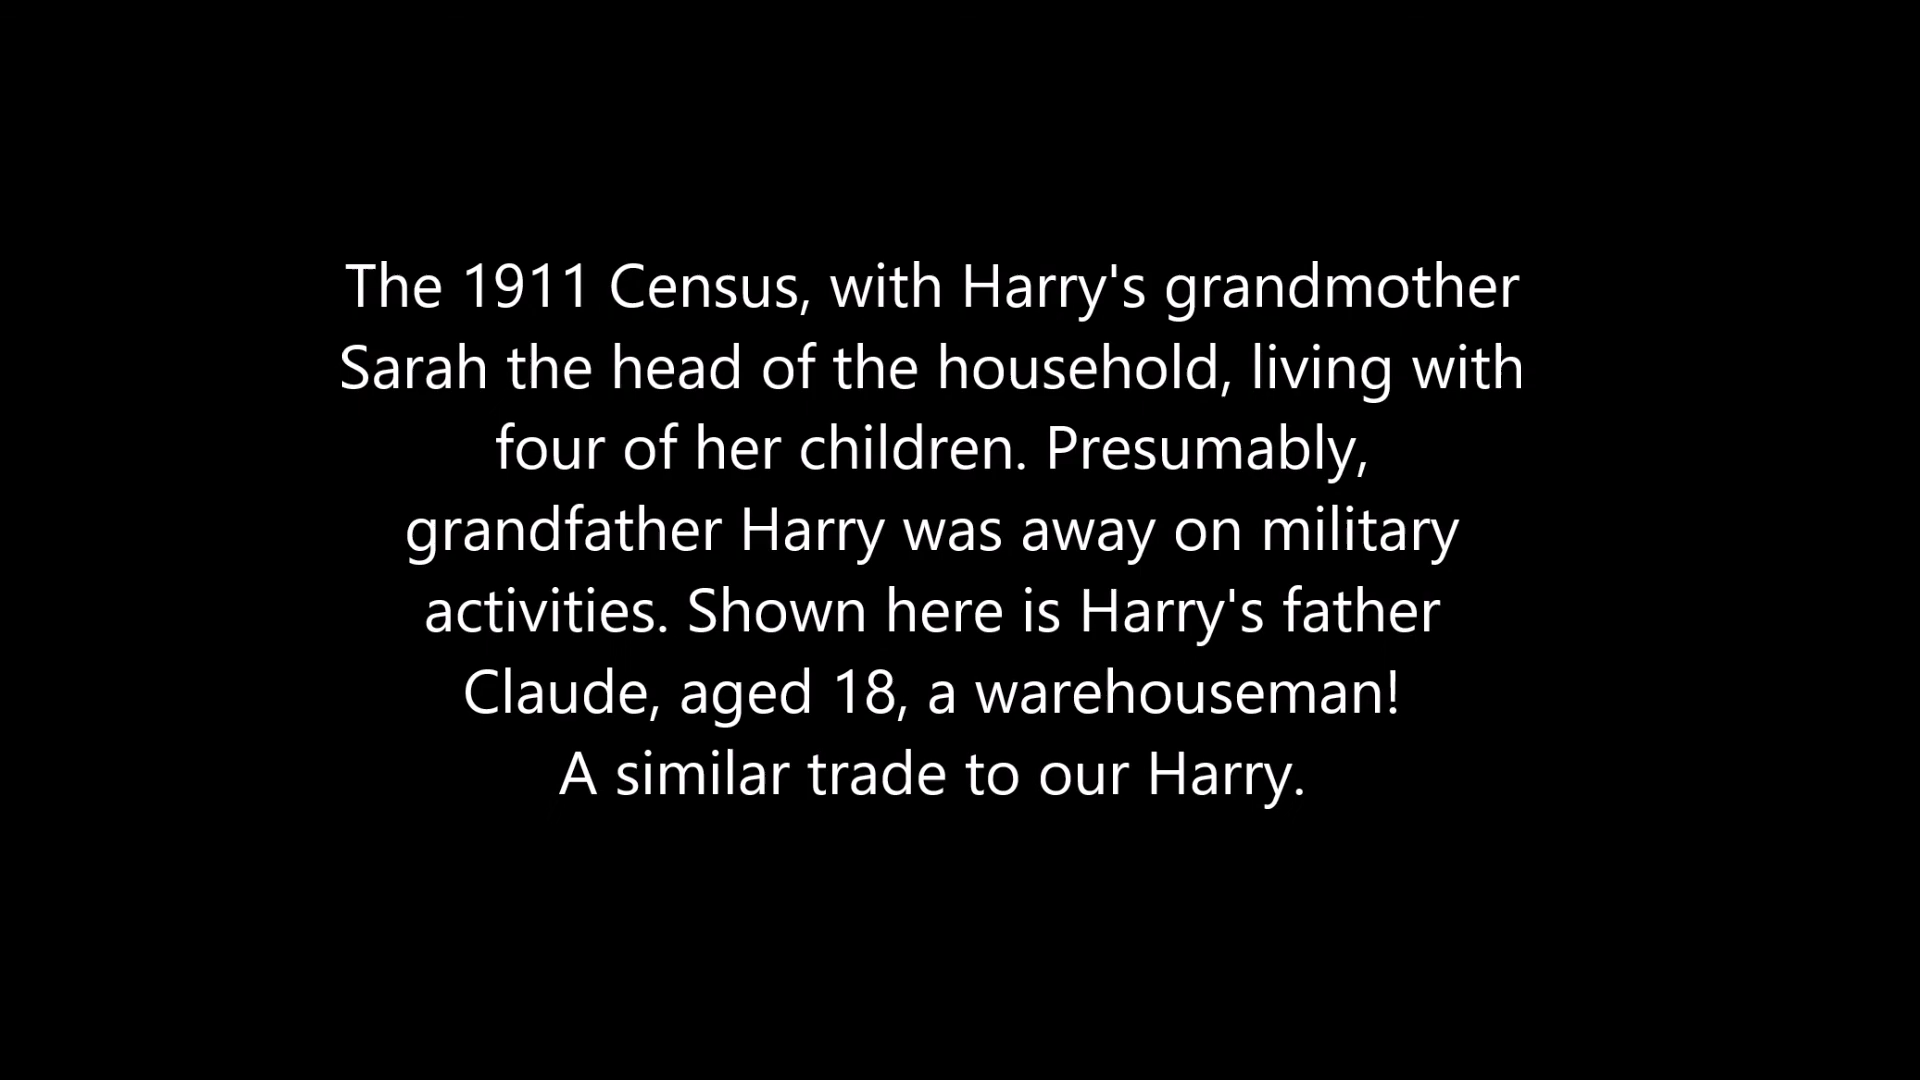 The 1911 Census, with Harry's grandmother
Sarah the head of the household, living with
four of her children. Presumably,
grandfather Harry was away on military
activities. Shown here is Harry's father
Claude, aged 18, a warehouseman!
A similar trade to our Harry.